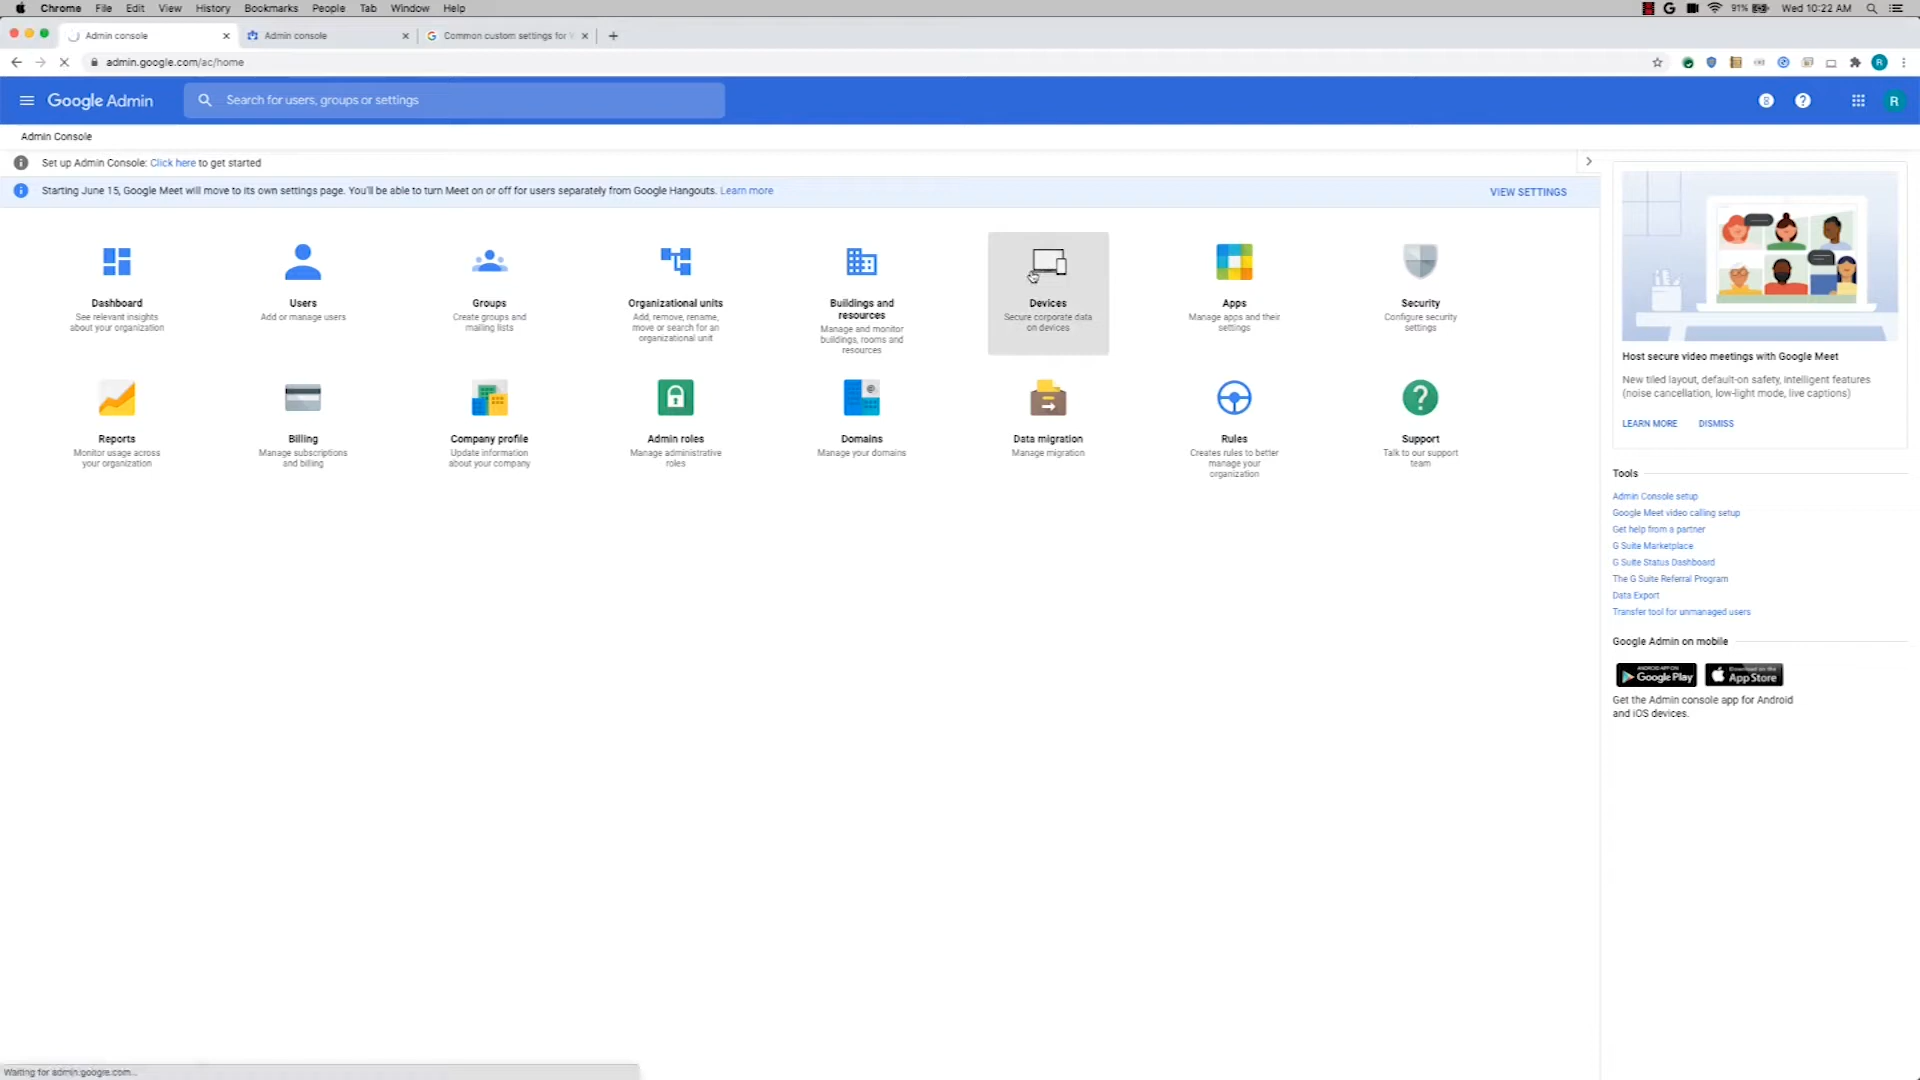 Chrome File Edit View History Bookmarks People Tab Window Help 91% Wed 10:22 AM
Admin console Admin console Common custom settings for
admin.google.com/ac/home
Google Admin Search for users, groups or settings R
Admin Console
Set up Admin Console: Click here to get started
Starting June 15, Google Meet will move to its own settings page. You'll be able to turn Meet on or off for users separately from Google Hangouts. Learn more VIEW SETTINGS
Dashboard
See relevant insights
about your organization
Users
Add or manage users
Groups
Create groups and
mailing lists
Organizational units
Add, remove, rename,
move or search for an
organizational unit
Buildings and
resources
Manage and monitor
buildings, rooms and
resources
Devices
Secure corporate data
on devices
Apps
Manage apps and their
settings
Security
Configure security
settings
Reports
Monitor usage across
your organization
Billing
Manage subscriptions
and billing
Company profile
Update information
about your company
Admin roles
Manage administrative
roles
Domains
Manage your domains
Data migration
Manage migration
Rules
Creates rules to better
manage your
organization
Support
Talk to our support
team
Host secure video meetings with Google Meet
New tiled layout, default-on safety, intelligent features
(noise cancellation, low-light mode, live captions)
LEARN MORE DISMISS
Tools
Admin Console setup
Google Meet video calling setup
Get help from a partner
G Suite Marketplace
G Suite Status Dashboard
The G Suite Referral Program
Data Export
Transfer tool for unmanaged users
Google Admin on mobile
ANDROID APP ON
Google Play
Download on the
App Store
Get the Admin console app for Android
and iOS devices.
Waiting for admin.google.com...